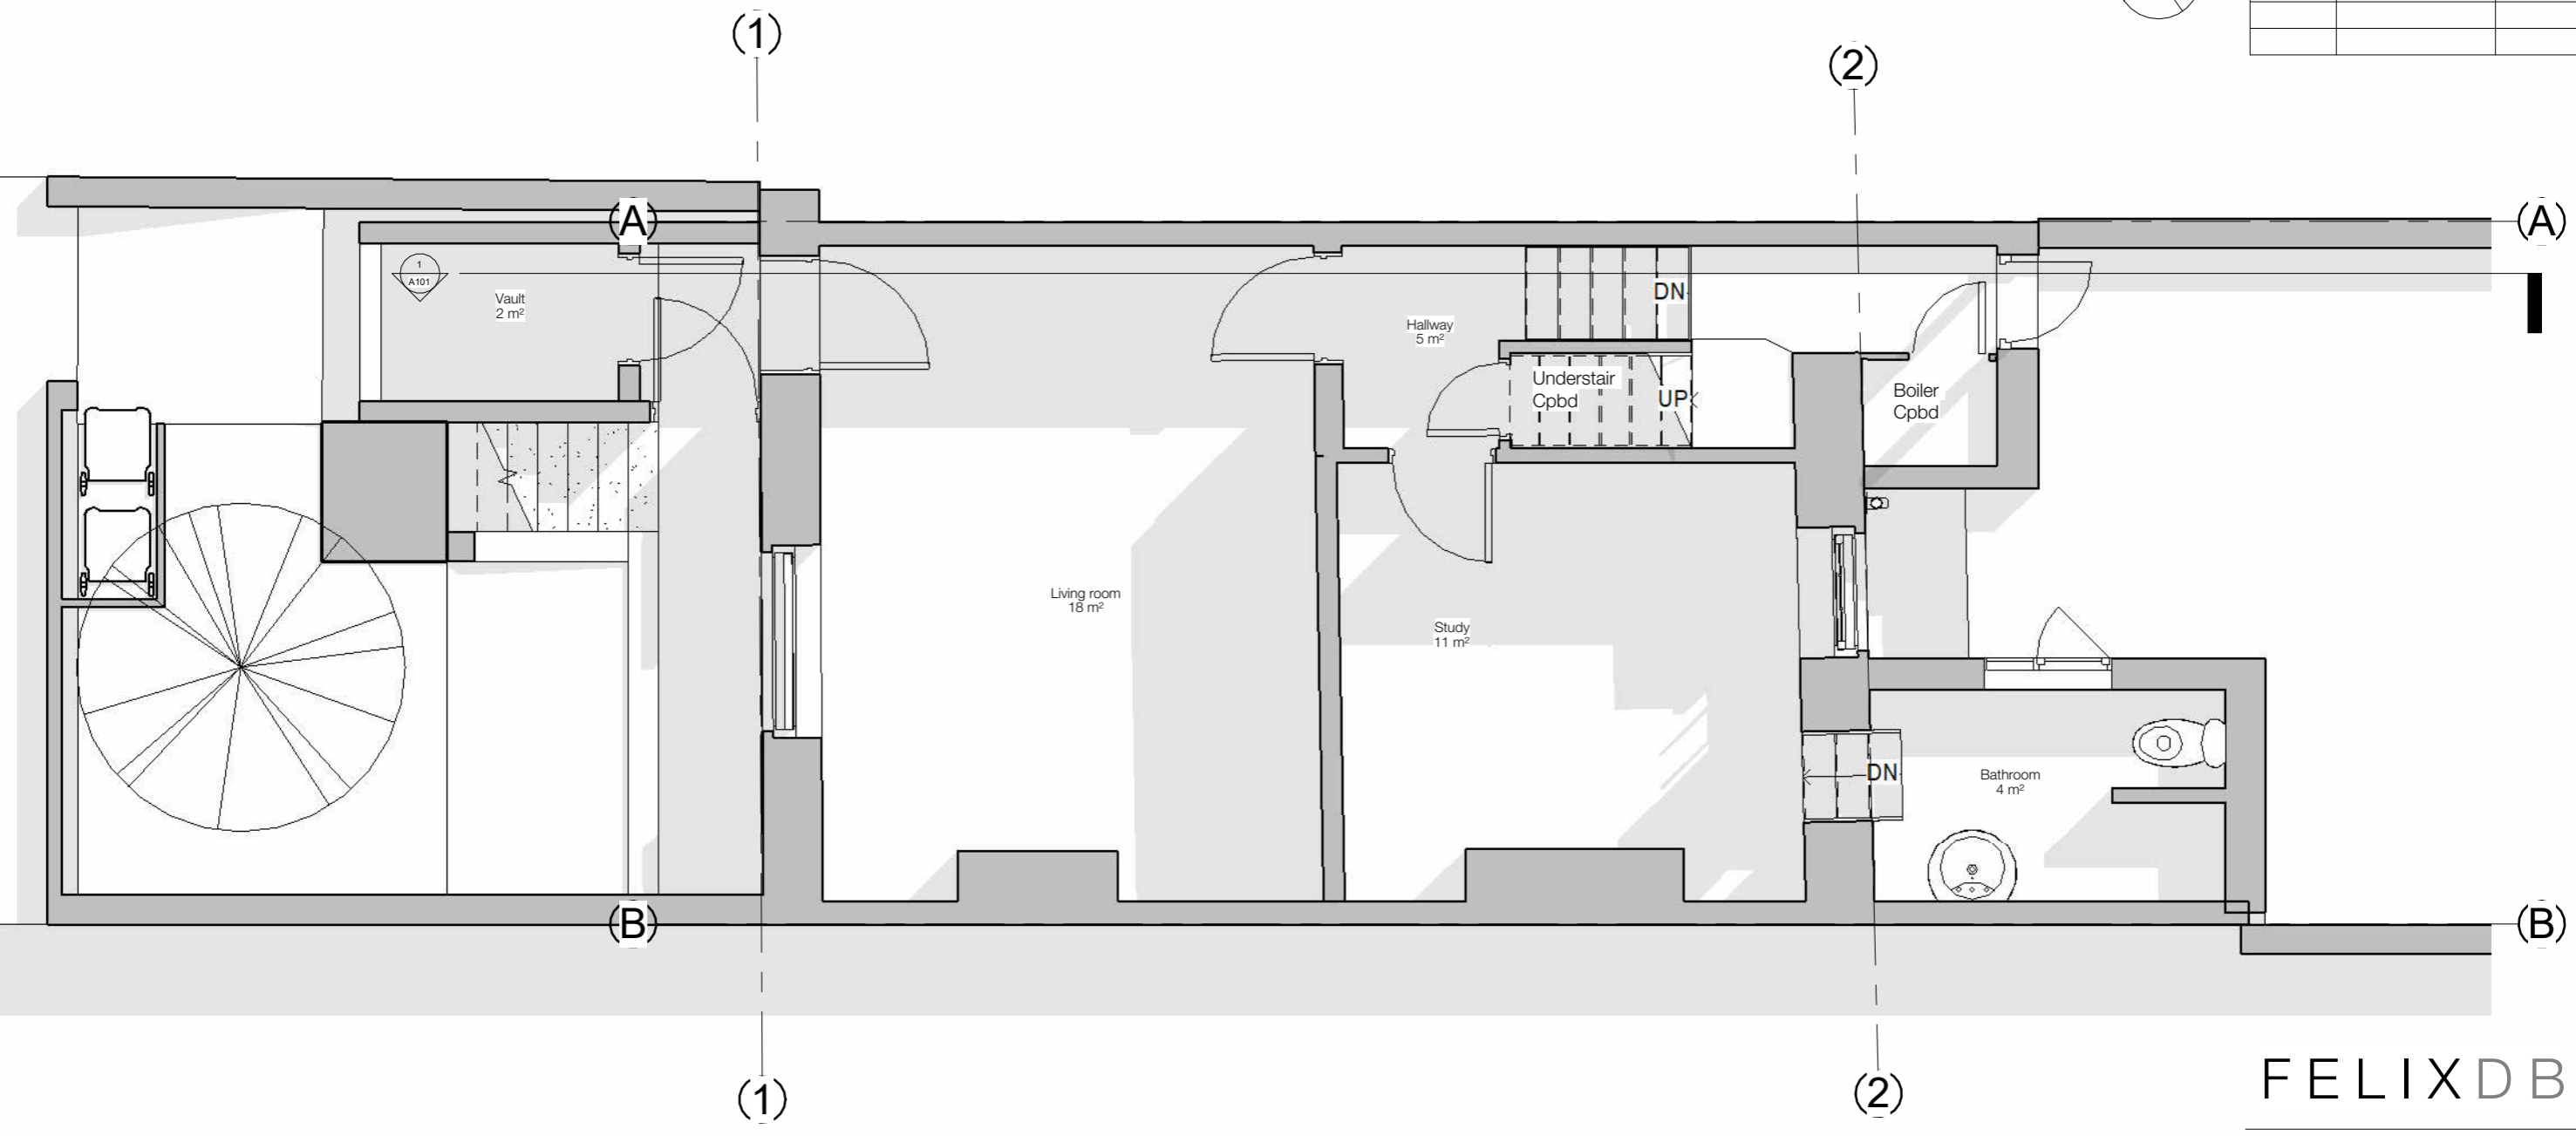 (1)
(2)
A
(A)
1
A101
Vault
2 m²
DN
Hallway
5 m²
Understair
Cpbd
UP
Boiler
Cpbd
Living room
18 m²
Study
11 m²
DN
Bathroom
4 m²
B
(B)
FELIXDB
(1)
(2)